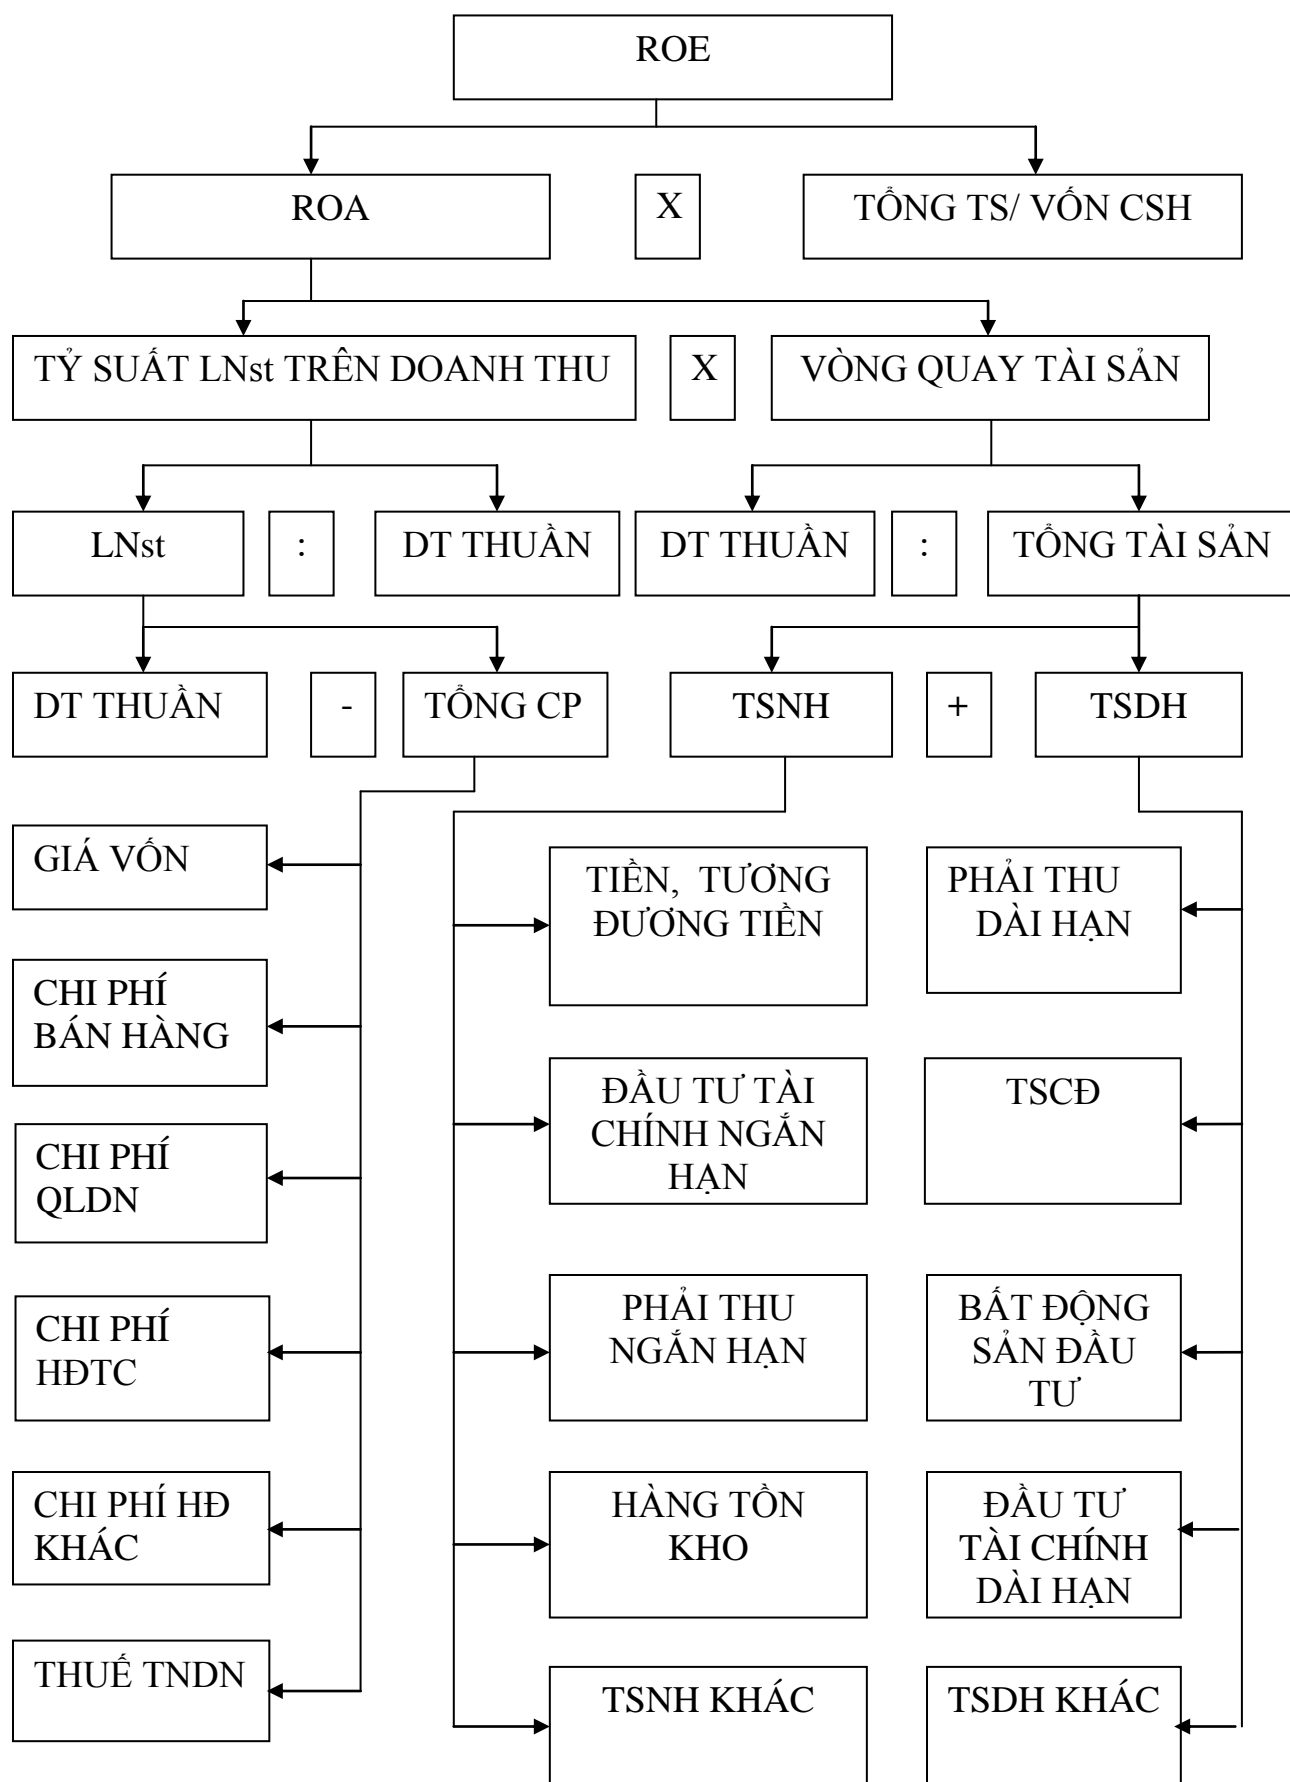 ROE
ROA
X
TỔNG TS/ VỐN CSH
TỶ SUẤT LNst TRÊN DOANH THU
X
VÒNG QUAY TÀI SẢN
LNst
:
DT THUẦN
DT THUẦN
:
TỔNG TÀI SẢN
DT THUẦN
-
TỔNG CP
TSNH
+
TSDH
GIÁ VỐN
CHI PHÍ
BÁN HÀNG
CHI PHÍ
QLDN
CHI PHÍ
HĐTC
CHI PHÍ HĐ
KHÁC
THUẾ TNDN
TIỀN, TƯƠNG
ĐƯƠNG TIỀN
ĐẦU TƯ TÀI
CHÍNH NGẮN
HẠN
PHẢI THU
NGẮN HẠN
HÀNG TỒN
KHO
TSNH KHÁC
PHẢI THU
DÀI HẠN
TSCĐ
BẤT ĐỘNG
SẢN ĐẦU
TƯ
ĐẦU TƯ
TÀI CHÍNH
DÀI HẠN
TSDH KHÁC